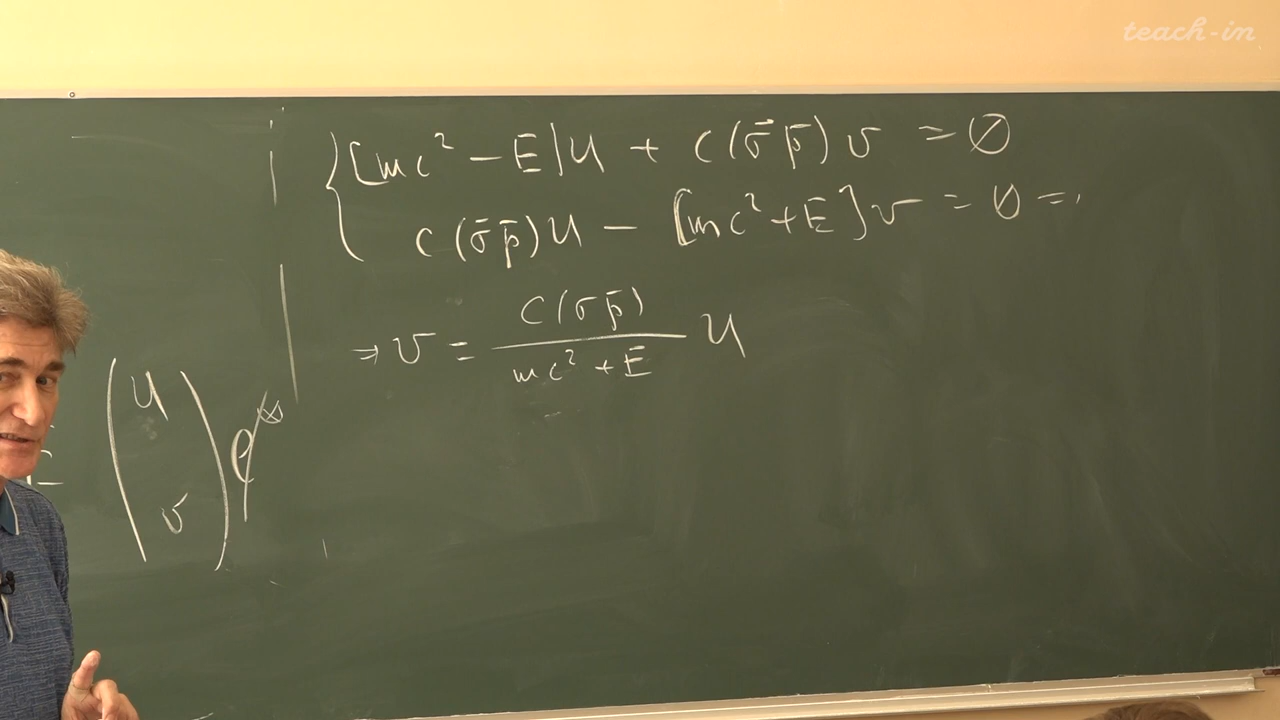 teach-in
{ [mc² − E]u + c(σ̄ p̄)v = 0
c(σ̄ p̄)u − [mc² + E]v = 0 =>
⇒ v = c(σ p̄) / mc² + E u
( u v ) e